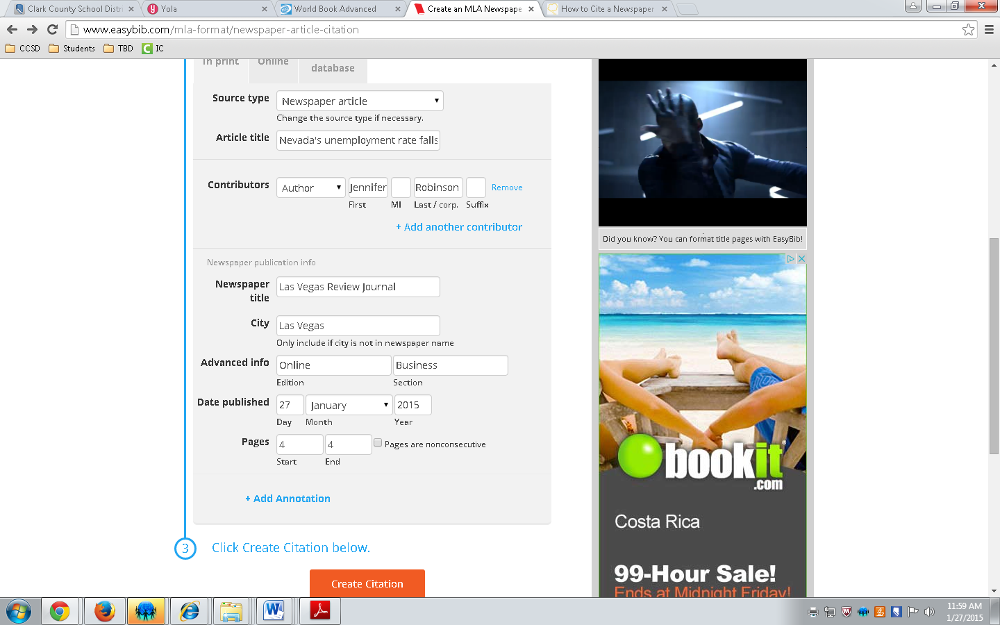 Clark County School Distri
Yola
World Book Advanced
Create an MLA Newspape
How to Cite a Newspaper
www.easybib.com/mla-format/newspaper-article-citation
CCSD
Students
TBD
IC
In print
Online
database
Source type
Newspaper article
Change the source type if necessary.
Article title
Nevada's unemployment rate falls
Contributors
Author
Jennifer
Robinson
Remove
First
MI
Last / corp.
Suffix
+ Add another contributor
Newspaper publication info
Newspaper
title
Las Vegas Review Journal
City
Las Vegas
Only include if city is not in newspaper name
Advanced info
Online
Business
Edition
Section
Date published
27
January
2015
Day
Month
Year
Pages
4
4
Pages are nonconsecutive
Start
End
+ Add Annotation
3
Click Create Citation below.
Create Citation
Did you know? You can format title pages with EasyBib!
bookit
.com
Costa Rica
99-Hour Sale!
Ends at Midnight Friday!
11:59 AM
1/27/2015